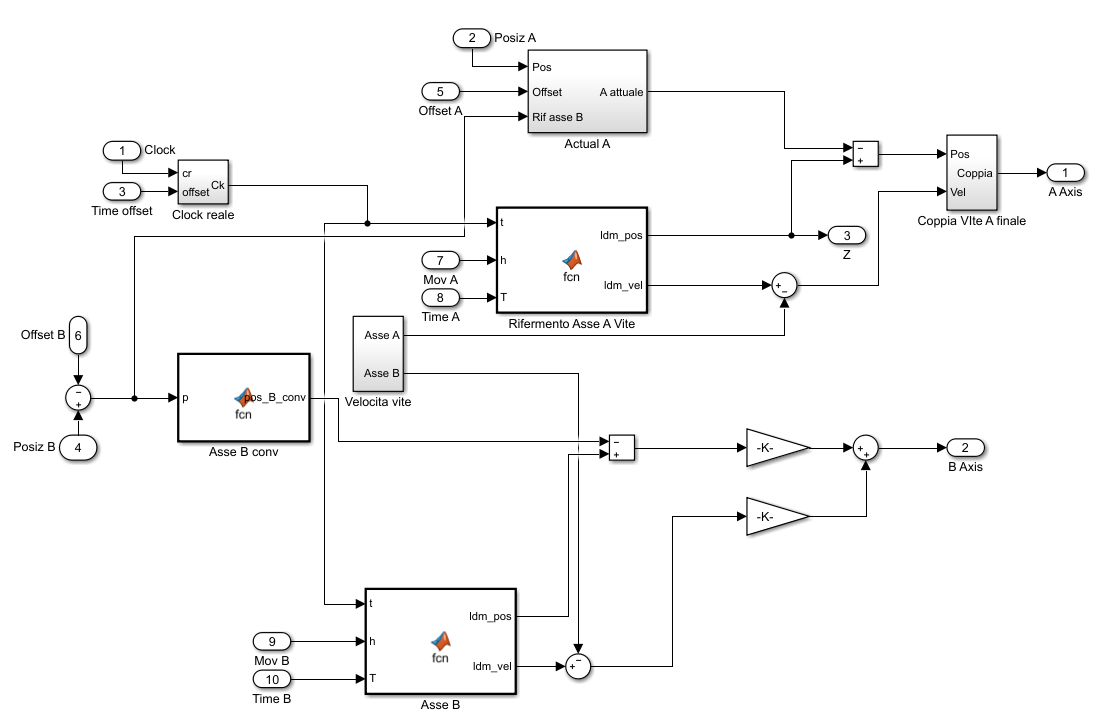 2 Posiz A
Pos
5 Offset A attuale
Offset A
Rif asse B
Actual A
1 Clock
cr
Ck
3 offset
Time offset
Clock reale
−
+
Pos
Coppia
Vel
1
A Axis
Coppia VIte A finale
t
ldm_pos
3
Z
7 h
Mov A
fcn
ldm_vel
8 T
Time A
Rifermento Asse A Vite
+
−
Offset B 6
Asse A
Asse B
Velocita vite
−
+
p
pos_B_conv
fcn
Asse B conv
Posiz B 4
−
+
-K-
+
+
2
B Axis
-K-
t
ldm_pos
9 h
Mov B
fcn
ldm_vel
10 T
Time B
Asse B
+
−